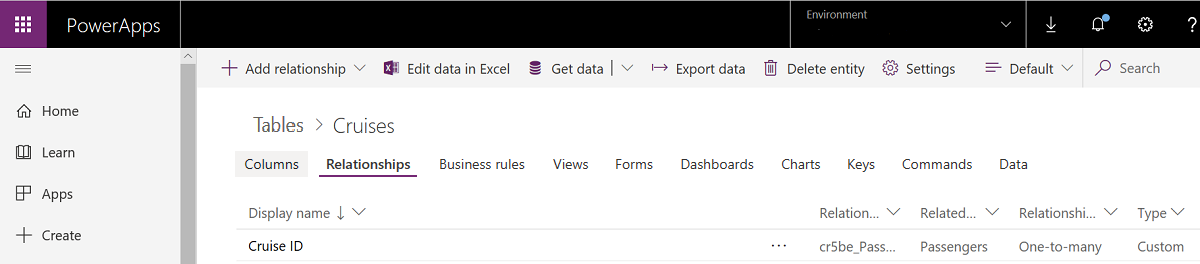 PowerApps
Environment
?
Add relationship
Edit data in Excel
Get data
Export data
Delete entity
Settings
Default
Search
Home
Learn
Apps
Create
Tables > Cruises
Columns Relationships Business rules Views Forms Dashboards Charts Keys Commands Data
Display name ↓ Relation... Related... Relationshi... Type
Cruise ID ... cr5be_Pass... Passengers One-to-many Custom